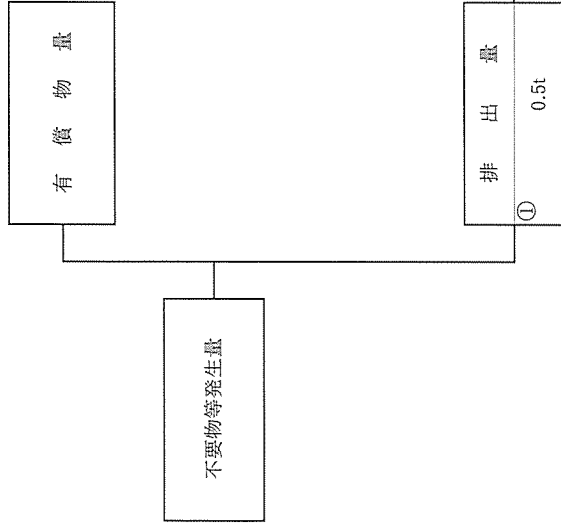 不要物等発生量
有償物量
排出量
①
0.5t